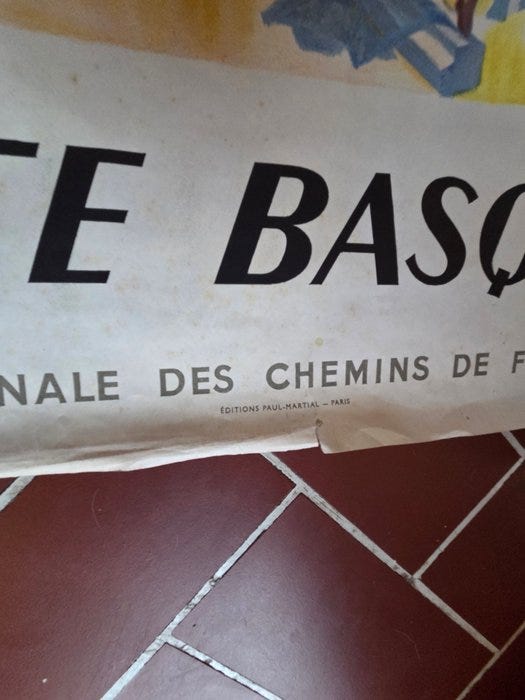 TE BASQ
NALE DES CHEMINS DE F
ÉDITIONS PAUL-MARTIAL — PARIS